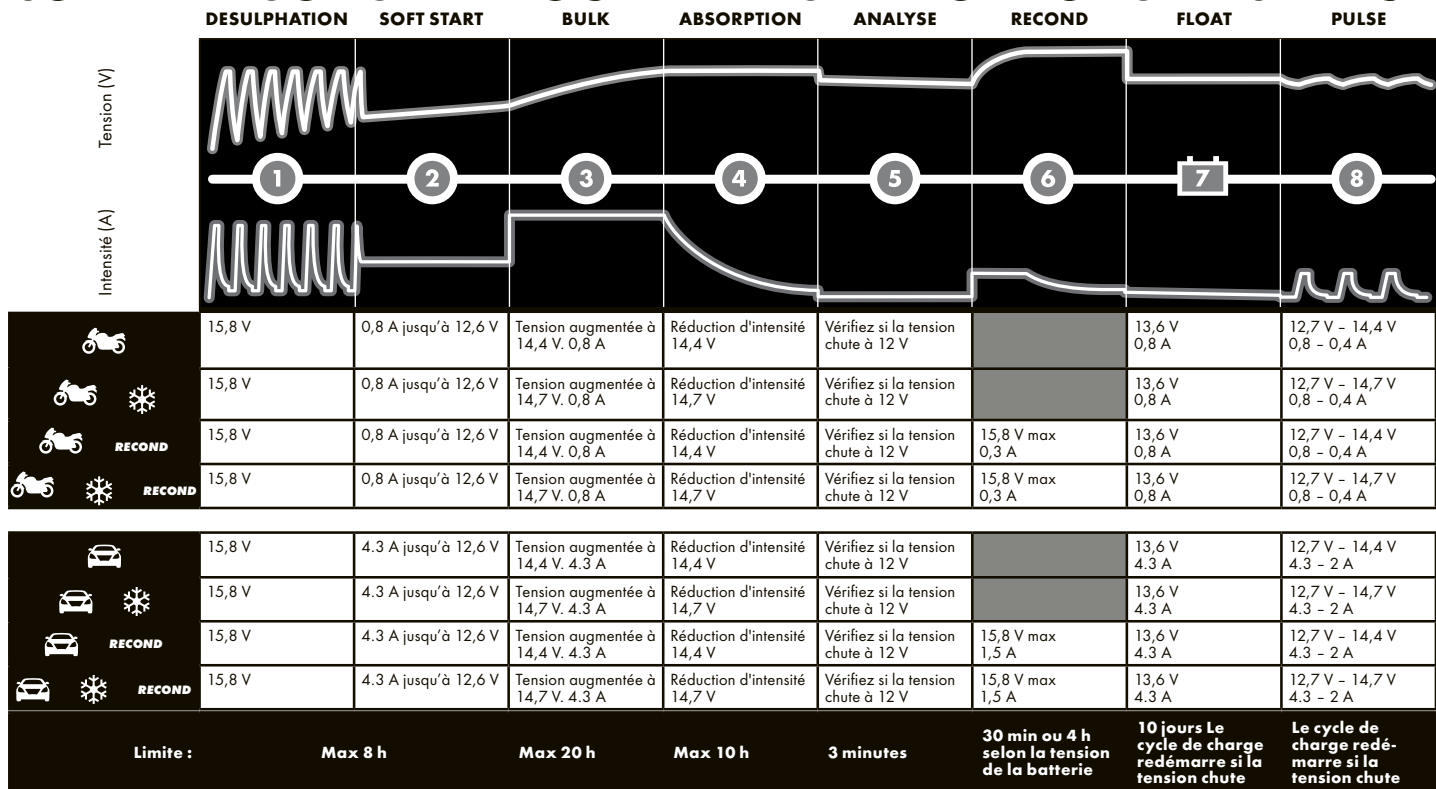 DESULPHATION SOFT START BULK ABSORPTION ANALYSE RECOND FLOAT PULSE
Tension (V)
1 2 3 4 5 6 7 8
Intensité (A)
15,8 V 0,8 A jusqu’à 12,6 V Tension augmentée à Réduction d'intensité Vérifiez si la tension 13,6 V 12,7 V – 14,4 V
14,4 V. 0,8 A 14,4 V chute à 12 V 0,8 A 0,8 – 0,4 A
15,8 V 0,8 A jusqu’à 12,6 V Tension augmentée à Réduction d'intensité Vérifiez si la tension 13,6 V 12,7 V – 14,7 V
14,7 V. 0,8 A 14,7 V chute à 12 V 0,8 A 0,8 – 0,4 A
RECOND 15,8 V 0,8 A jusqu’à 12,6 V Tension augmentée à Réduction d'intensité Vérifiez si la tension 15,8 V max 13,6 V 12,7 V – 14,4 V
14,4 V. 0,8 A 14,4 V chute à 12 V 0,3 A 0,8 A 0,8 – 0,4 A
RECOND 15,8 V 0,8 A jusqu’à 12,6 V Tension augmentée à Réduction d'intensité Vérifiez si la tension 15,8 V max 13,6 V 12,7 V – 14,7 V
14,7 V. 0,8 A 14,7 V chute à 12 V 0,3 A 0,8 A 0,8 – 0,4 A
15,8 V 4.3 A jusqu’à 12,6 V Tension augmentée à Réduction d'intensité Vérifiez si la tension 13,6 V 12,7 V – 14,4 V
14,4 V. 4.3 A 14,4 V chute à 12 V 4.3 A 4.3 – 2 A
15,8 V 4.3 A jusqu’à 12,6 V Tension augmentée à Réduction d'intensité Vérifiez si la tension 13,6 V 12,7 V – 14,7 V
14,7 V. 4.3 A 14,7 V chute à 12 V 4.3 A 4.3 – 2 A
RECOND 15,8 V 4.3 A jusqu’à 12,6 V Tension augmentée à Réduction d'intensité Vérifiez si la tension 15,8 V max 13,6 V 12,7 V – 14,4 V
14,4 V. 4.3 A 14,4 V chute à 12 V 1,5 A 4.3 A 4.3 – 2 A
RECOND 15,8 V 4.3 A jusqu’à 12,6 V Tension augmentée à Réduction d'intensité Vérifiez si la tension 15,8 V max 13,6 V 12,7 V – 14,7 V
14,7 V. 4.3 A 14,7 V chute à 12 V 1,5 A 4.3 A 4.3 – 2 A
Limite : Max 8 h Max 20 h Max 10 h 3 minutes
30 min ou 4 h
selon la tension
de la batterie
10 jours Le
cycle de charge
redémarre si la
tension chute
Le cycle de
charge redé-
marre si la
tension chute